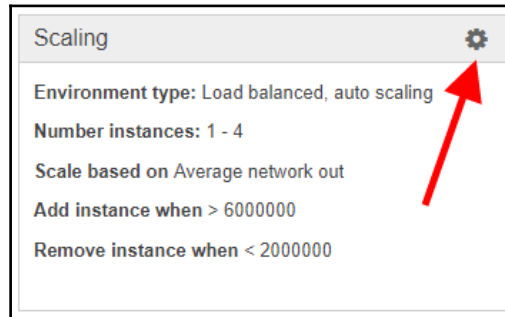 Scaling
Environment type: Load balanced, auto scaling
Number instances: 1 - 4
Scale based on Average network out
Add instance when > 6000000
Remove instance when < 2000000